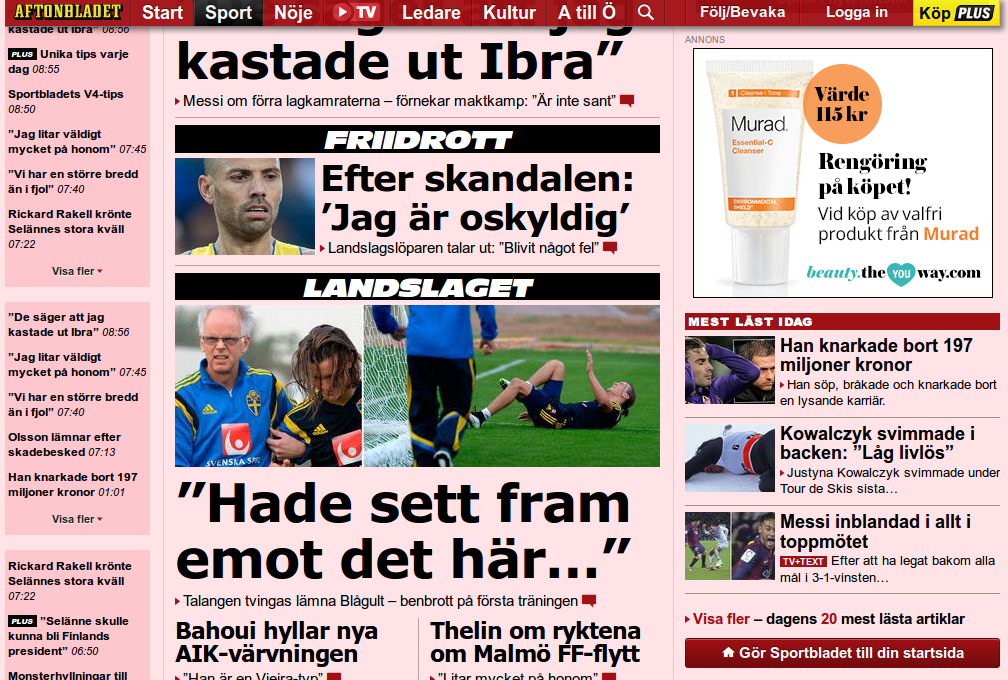 AFTONBLADET Start Sport Nöje TV Ledare Kultur A till Ö Följ/Bevaka Logga in Köp PLUS
kastade ut Ibra” 08:56
PLUS Unika tips varje
dag 08:55
Sportbladets V4-tips
08:50
”Jag litar väldigt
mycket på honom” 07:45
”Vi har en större bredd
än i fjol” 07:40
Rickard Rakell krönte
Selännes stora kväll
07:22
Visa fler
”De säger att jag
kastade ut Ibra” 08:56
”Jag litar väldigt
mycket på honom” 07:45
”Vi har en större bredd
än i fjol” 07:40
Olsson lämnar efter
skadebesked 07:13
Han knarkade bort 197
miljoner kronor 01:01
Visa fler
Rickard Rakell krönte
Selännes stora kväll
07:22
PLUS ”Selänne skulle
kunna bli Finlands
president” 06:50
Monsterhyllningar till
kastade ut Ibra”
Messi om förra lagkamraterna – förnekar maktkamp: ”Är inte sant”
FRIIDROTT
Efter skandalen:
’Jag är oskyldig’
Landslagslöparen talar ut: ”Blivit något fel”
LANDSLAGET
SVENSKA SPEL
”Hade sett fram
emot det här...”
Talangen tvingas lämna Blågult – benbrott på första träningen
Bahoui hyllar nya
AIK-värvningen
”Han är en Vieira-typ”
Thelin om ryktena
om Malmö FF-flytt
”Litar mycket på honom”
ANNONS
1 Cleanse / Tone
Murad.
Essential-C
Cleanser
ENVIRONMENTAL
SHIELD
Värde
115 kr
Rengöring
på köpet!
Vid köp av valfri
produkt från Murad
beauty.the YOU way.com
MEST LÄST IDAG
Han knarkade bort 197
miljoner kronor
Han söp, bråkade och knarkade bort
en lysande karriär.
Kowalczyk svimmade i
backen: ”Låg livlös”
Justyna Kowalczyk svimmade under
Tour de Skis sista…
Messi inblandad i allt i
toppmötet
TV+TEXT Efter att ha legat bakom alla
mål i 3-1-vinsten…
Visa fler – dagens 20 mest lästa artiklar
Gör Sportbladet till din startsida